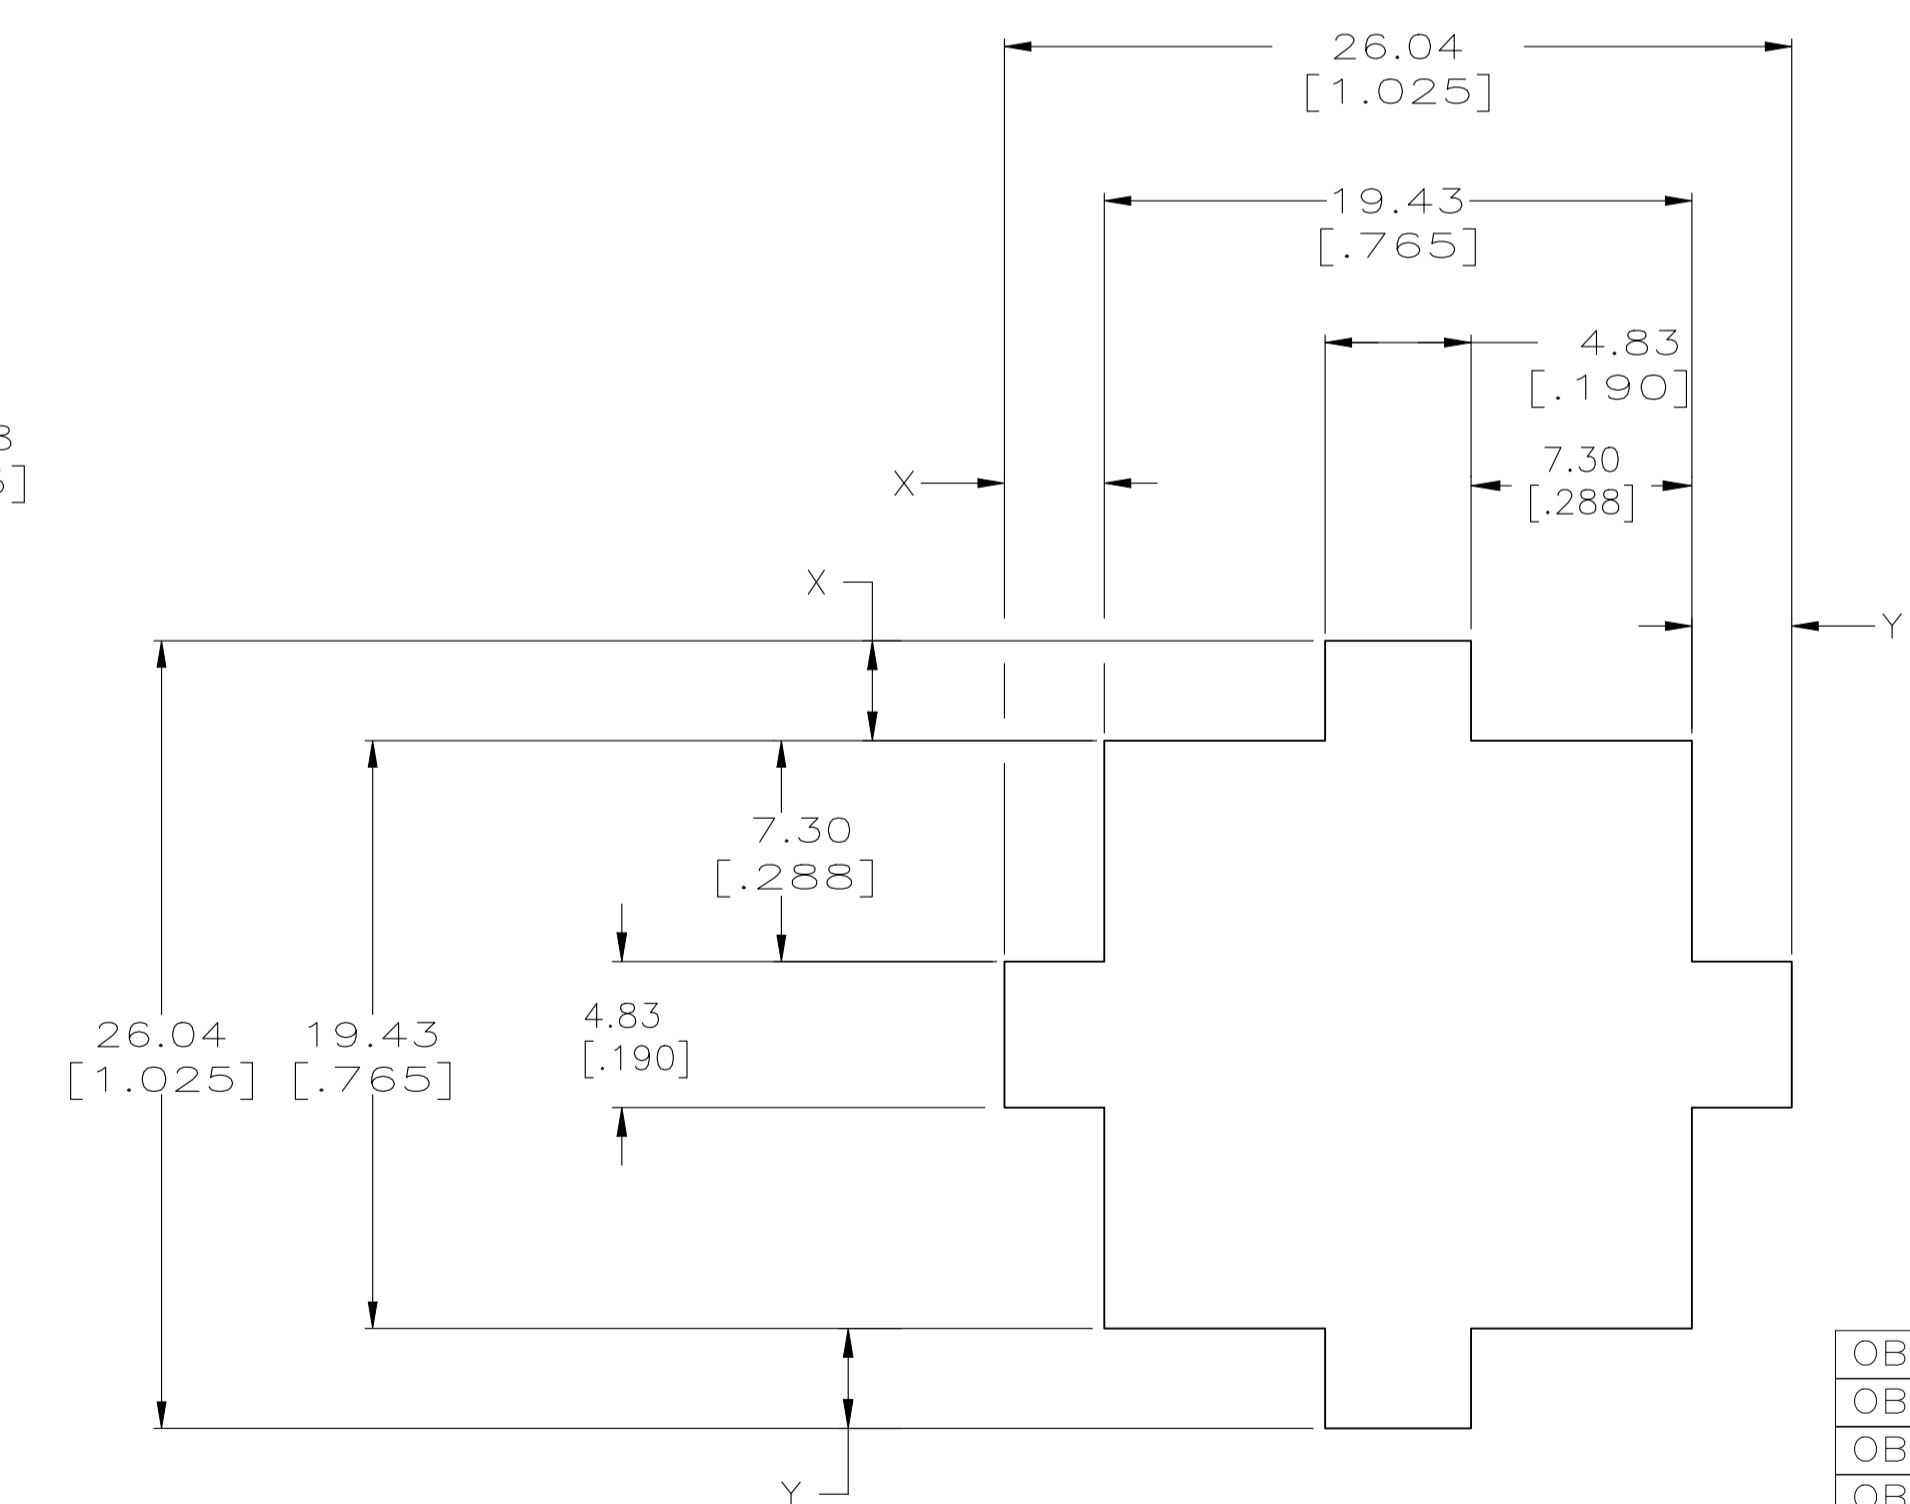 26.04
[1.025]
19.43
[.765]
4.83
[.190]
7.30
[.288]
X
X
Y
7.30
[.288]
4.83
[.190]
26.04
[1.025]
19.43
[.765]
Y
OB
OB
OB
OB